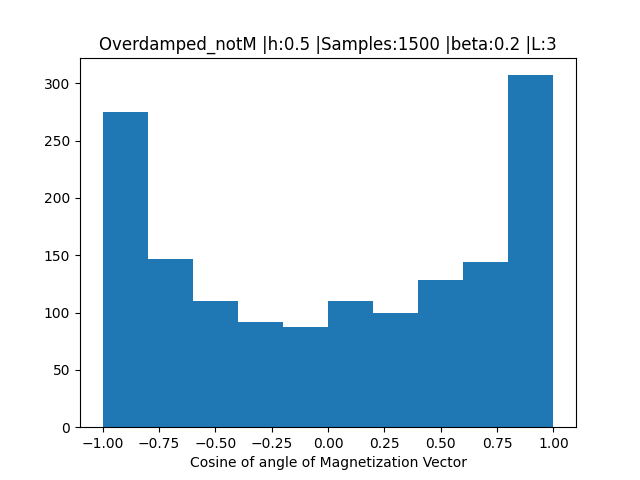 Overdamped_notM |h:0.5 |Samples:1500 |beta:0.2 |L:3
300
250
200
150
100
50
0
−1.00 −0.75 −0.50 −0.25 0.00 0.25 0.50 0.75 1.00
Cosine of angle of Magnetization Vector